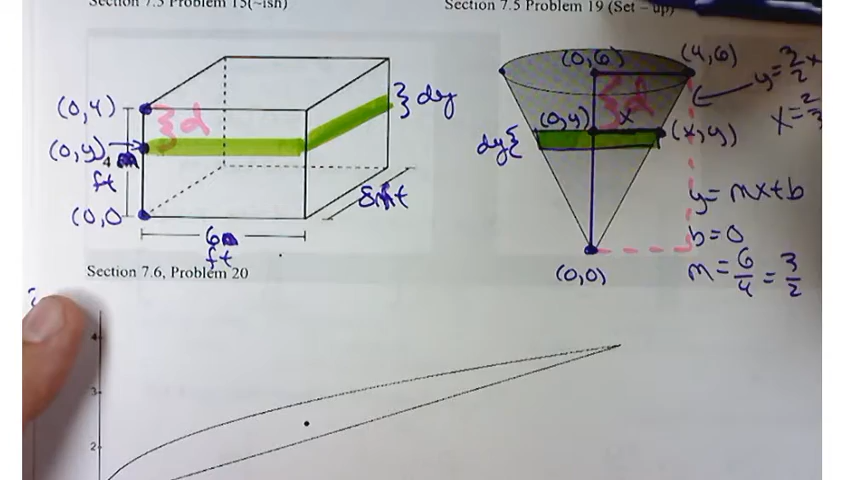 Section 7.5 Problem 15(~ish)
Section 7.5 Problem 19 (Set – up)
(0,4)
d
} dy
(0,y)
4
ft
(0,0
6
ft
8 ft
(0,6)
(4,6)
y = 3/2 x
x = 2/3
d
(0,y)
x
(x,y)
dy {
y = mx+b
b = 0
m = 6/4 = 3/2
(0,0)
Section 7.6, Problem 20
4
3
2